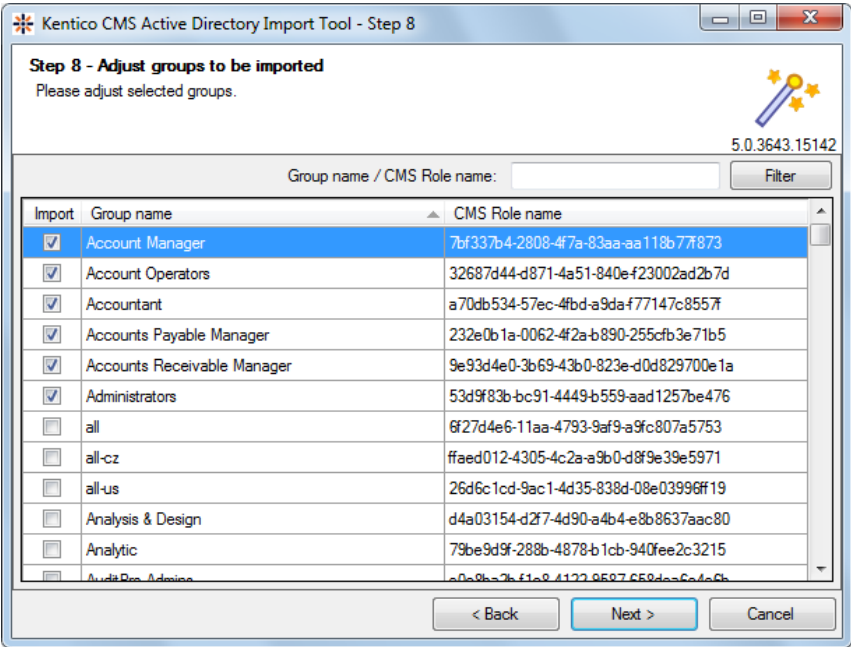 Kentico CMS Active Directory Import Tool - Step 8
Step 8 - Adjust groups to be imported
Please adjust selected groups.
5.0.3643.15142
Group name / CMS Role name: Filter
Import Group name CMS Role name
Account Manager 7bf337b4-2808-4f7a-83aa-aa118b77f873
Account Operators 32687d44-d871-4a51-840e-f23002ad2b7d
Accountant a70db534-57ec-4fbd-a9da-f77147c8557f
Accounts Payable Manager 232e0b1a-0062-4f2a-b890-255cfb3e71b5
Accounts Receivable Manager 9e93d4e0-3b69-43b0-823e-d0d829700e1a
Administrators 53d9f83b-bc91-4449-b559-aad1257be476
all 6f27d4e6-11aa-4793-9af9-a9fc807a5753
all-cz ffaed012-4305-4c2a-a9b0-d8f9e39e5971
all-us 26d6c1cd-9ac1-4d35-838d-08e03996ff19
Analysis & Design d4a03154-d2f7-4d90-a4b4-e8b8637aac80
Analytic 79be9d9f-288b-4878-b1cb-940fee2c3215
AuditPro Admins
< Back Next > Cancel